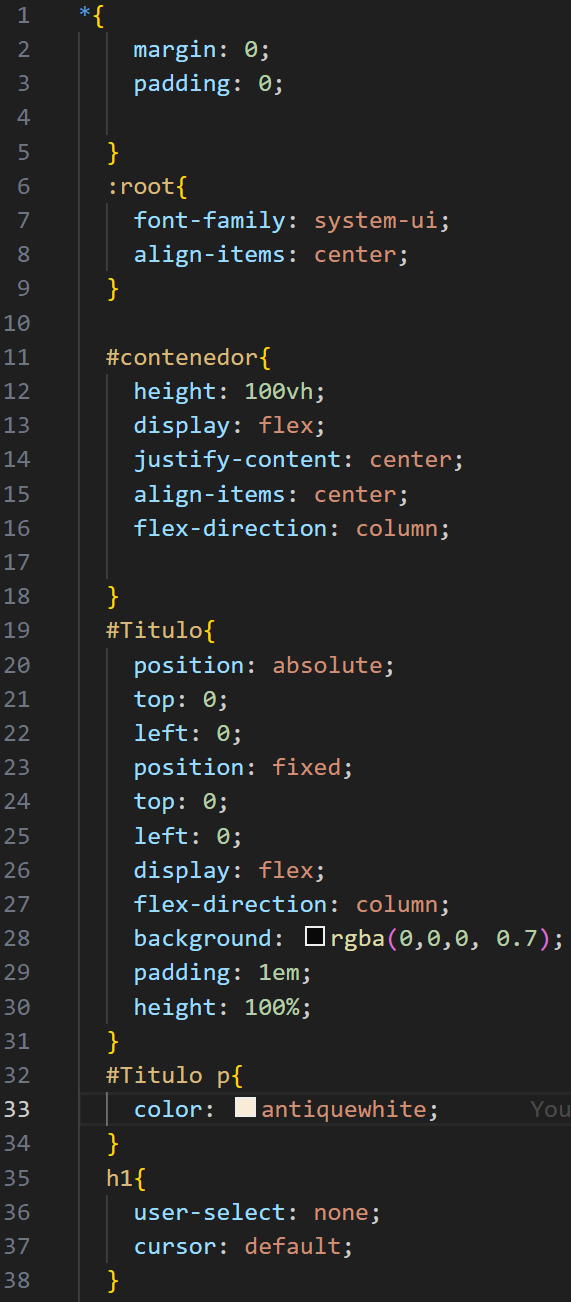 1 *{
2 margin: 0;
3 padding: 0;
4
5 }
6 :root{
7 font-family: system-ui;
8 align-items: center;
9 }
10
11 #contenedor{
12 height: 100vh;
13 display: flex;
14 justify-content: center;
15 align-items: center;
16 flex-direction: column;
17
18 }
19 #Titulo{
20 position: absolute;
21 top: 0;
22 left: 0;
23 position: fixed;
24 top: 0;
25 left: 0;
26 display: flex;
27 flex-direction: column;
28 background: rgba(0,0,0, 0.7);
29 padding: 1em;
30 height: 100%;
31 }
32 #Titulo p{
33 color: antiquewhite; You
34 }
35 h1{
36 user-select: none;
37 cursor: default;
38 }